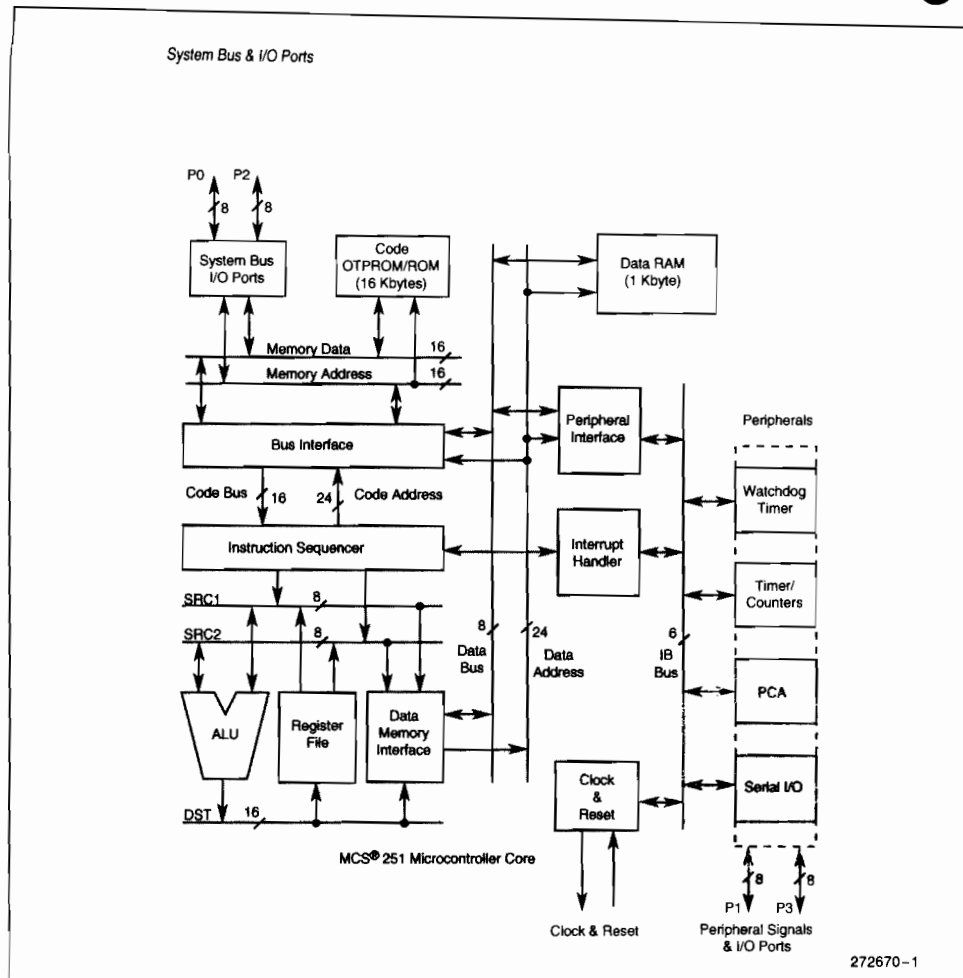 System Bus & I/O Ports
P0
P2
8
8
System Bus
I/O Ports
Code
OTPROM/ROM
(16 Kbytes)
Data RAM
(1 Kbyte)
Memory Data
16
Memory Address
16
Bus Interface
Peripheral
Interface
Peripherals
Code Bus
16
24
Code Address
Watchdog
Timer
Instruction Sequencer
Interrupt
Handler
SRC1
8
Timer/
Counters
SRC2
8
8
Data
Bus
24
Data
Address
6
IB
Bus
ALU
Register
File
Data
Memory
Interface
PCA
Clock
&
Reset
Serial I/O
DST
16
MCS® 251 Microcontroller Core
8
8
P1
P3
Clock & Reset
Peripheral Signals
& I/O Ports
272670-1